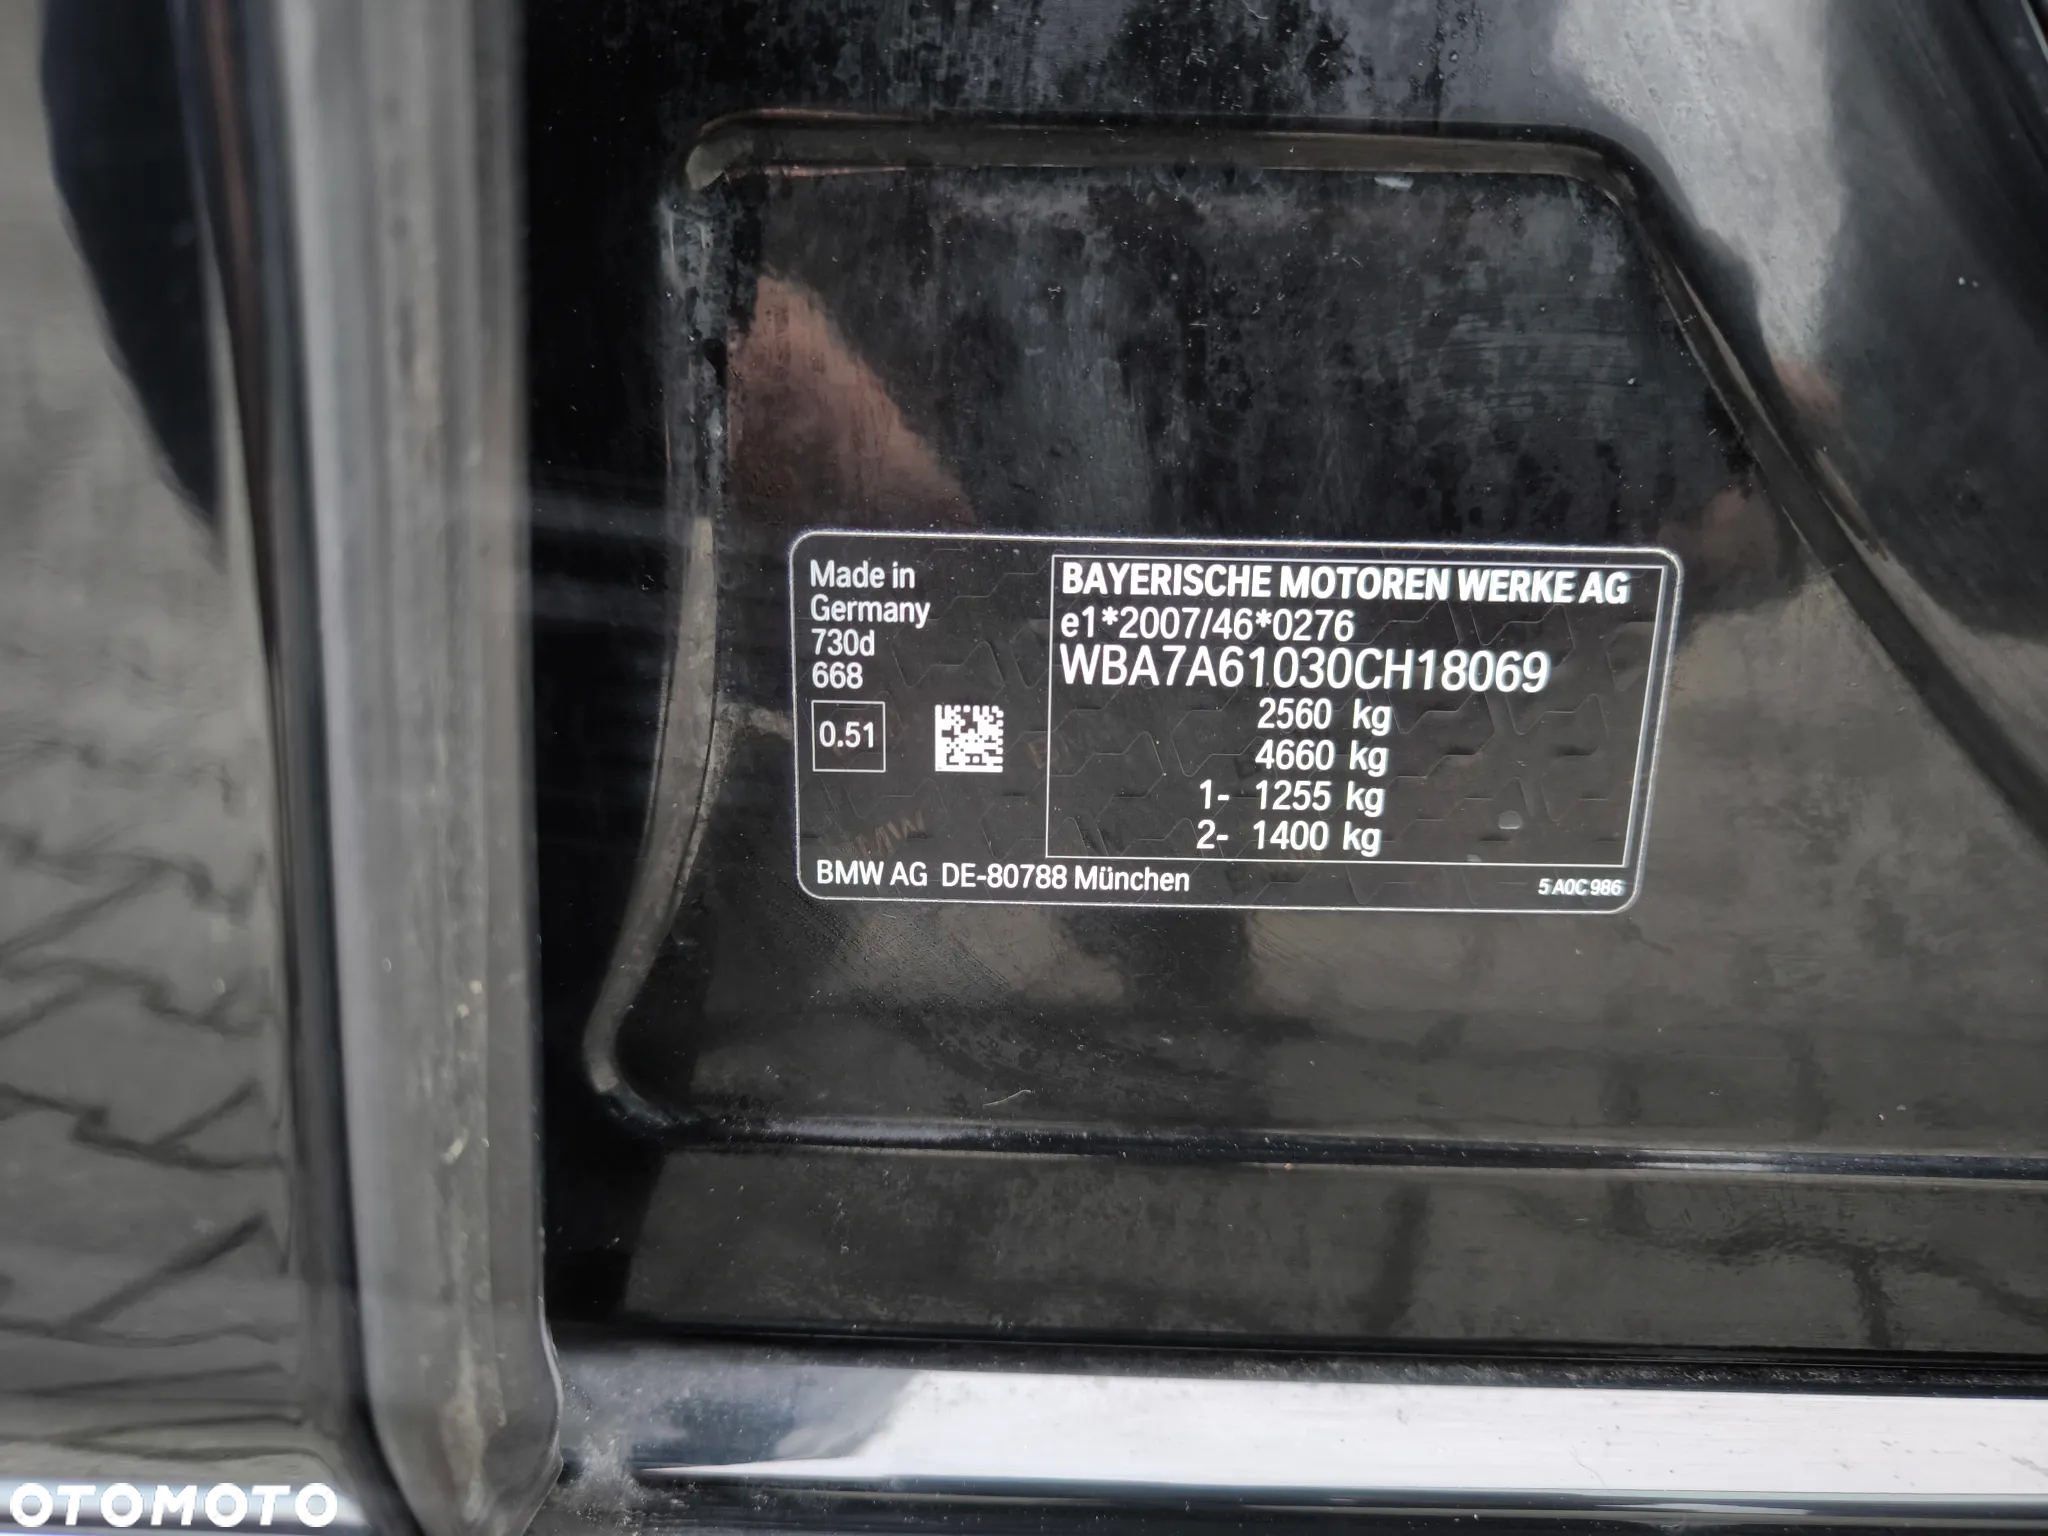 Made in
Germany
730d
668
0.51
BAYERISCHE MOTOREN WERKE AG
e1*2007/46*0276
WBA7A61030CH18069
2560 kg
4660 kg
1- 1255 kg
2- 1400 kg
BMW AG DE-80788 München
5 A0C 986
OTOMOTO